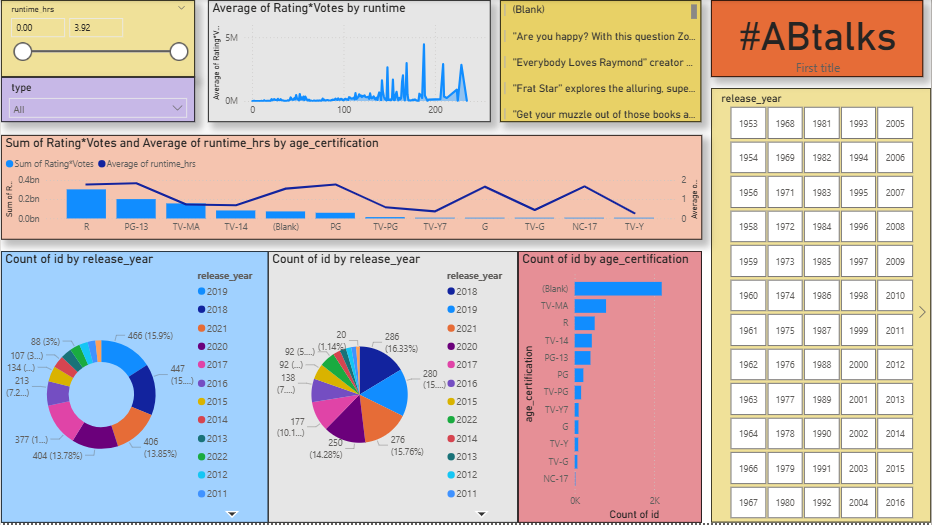 runtime_hrs
0.00 3.92
type
All
Average of Rating*Votes by runtime
Average of Rating*V...
5M
0M
0 100 200
(Blank)
"Are you happy? With this question Zo...
"Everybody Loves Raymond" creator ...
"Frat Star" explores the alluring, supe...
"Get your muzzle out of those books a...
#ABtalks
First title
Sum of Rating*Votes and Average of runtime_hrs by age_certification
Sum of Rating*Votes Average of runtime_hrs
Sum of R...
0.4bn
0.2bn
0.0bn
2
1
0
Average o...
R PG-13 TV-MA TV-14 (Blank) PG TV-PG TV-Y7 G TV-G NC-17 TV-Y
Count of id by release_year
466 (15.9%)
447
(15....)
406
(13.85%)
404 (13.78%)
377 (1...)
213
(7.2...)
134 (...)
107 (3...)
88 (3%)
release_year
2019
2018
2021
2020
2017
2016
2015
2014
2013
2022
2012
2011
Count of id by release_year
286
(16.33%)
280
(15....)
276
(15.76%)
250
(14.28%)
177
(10.1...)
138
(7....)
92 (...)
92 (5....)
20
(1.14%)
release_year
2018
2019
2021
2020
2017
2016
2015
2022
2014
2013
2012
2011
Count of id by age_certification
age_certification
(Blank)
TV-MA
R
TV-14
PG-13
PG
TV-PG
TV-Y7
G
TV-Y
TV-G
NC-17
0K 2K
Count of id
release_year
1953 1968 1981 1993 2005
1954 1969 1982 1994 2006
1956 1971 1983 1995 2007
1958 1972 1984 1996 2008
1959 1973 1985 1997 2009
1960 1974 1986 1998 2010
1961 1975 1987 1999 2011
1962 1976 1988 2000 2012
1963 1977 1989 2001 2013
1964 1978 1990 2002 2014
1966 1979 1991 2003 2015
1967 1980 1992 2004 2016